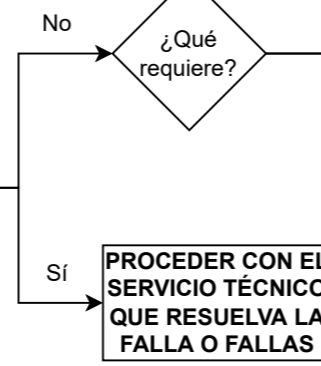 No
¿Qué
requiere?
Sí
PROCEDER CON EL
SERVICIO TÉCNICO
QUE RESUELVA LA
FALLA O FALLAS